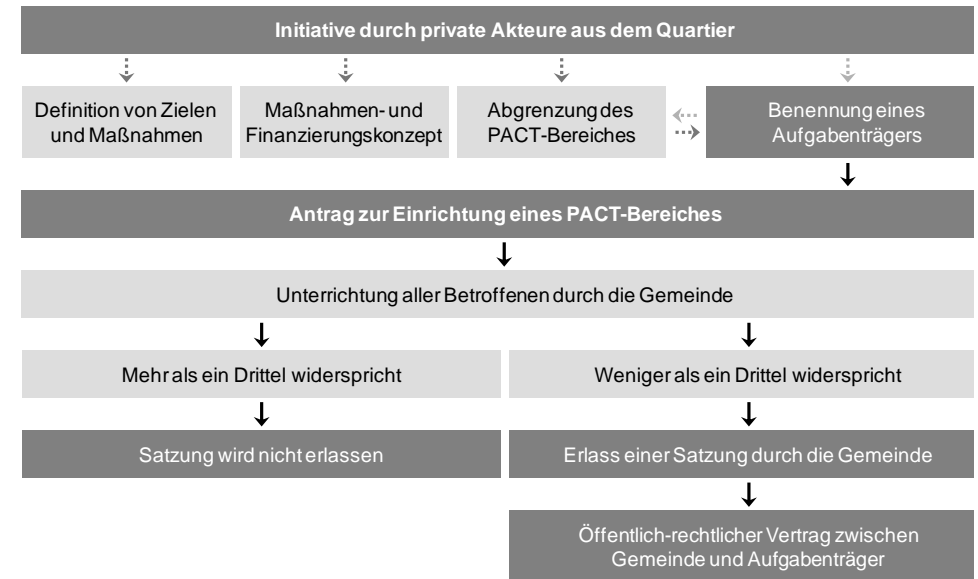 Initiative durch private Akteure aus dem Quartier
Definition von Zielen
und Maßnahmen
Maßnahmen- und
Finanzierungskonzept
Abgrenzung des
PACT-Bereiches
Benennung eines
Aufgabenträgers
Antrag zur Einrichtung eines PACT-Bereiches
Unterrichtung aller Betroffenen durch die Gemeinde
Mehr als ein Drittel widerspricht
Weniger als ein Drittel widerspricht
Satzung wird nicht erlassen
Erlass einer Satzung durch die Gemeinde
Öffentlich-rechtlicher Vertrag zwischen
Gemeinde und Aufgabenträger